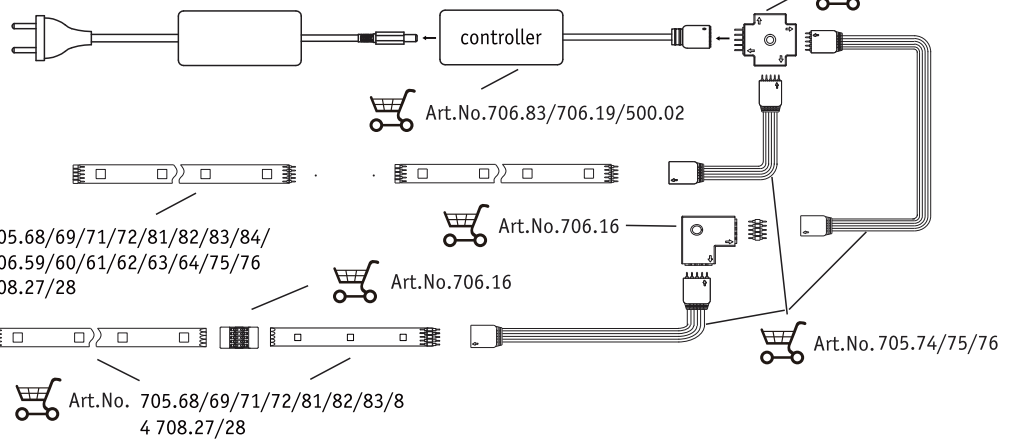 controller
Art.No.706.83/706.19/500.02
Art.No.706.16
05.68/69/71/72/81/82/83/84/
06.59/60/61/62/63/64/75/76
08.27/28
Art.No.706.16
Art.No. 705.74/75/76
Art.No. 705.68/69/71/72/81/82/83/8
4 708.27/28